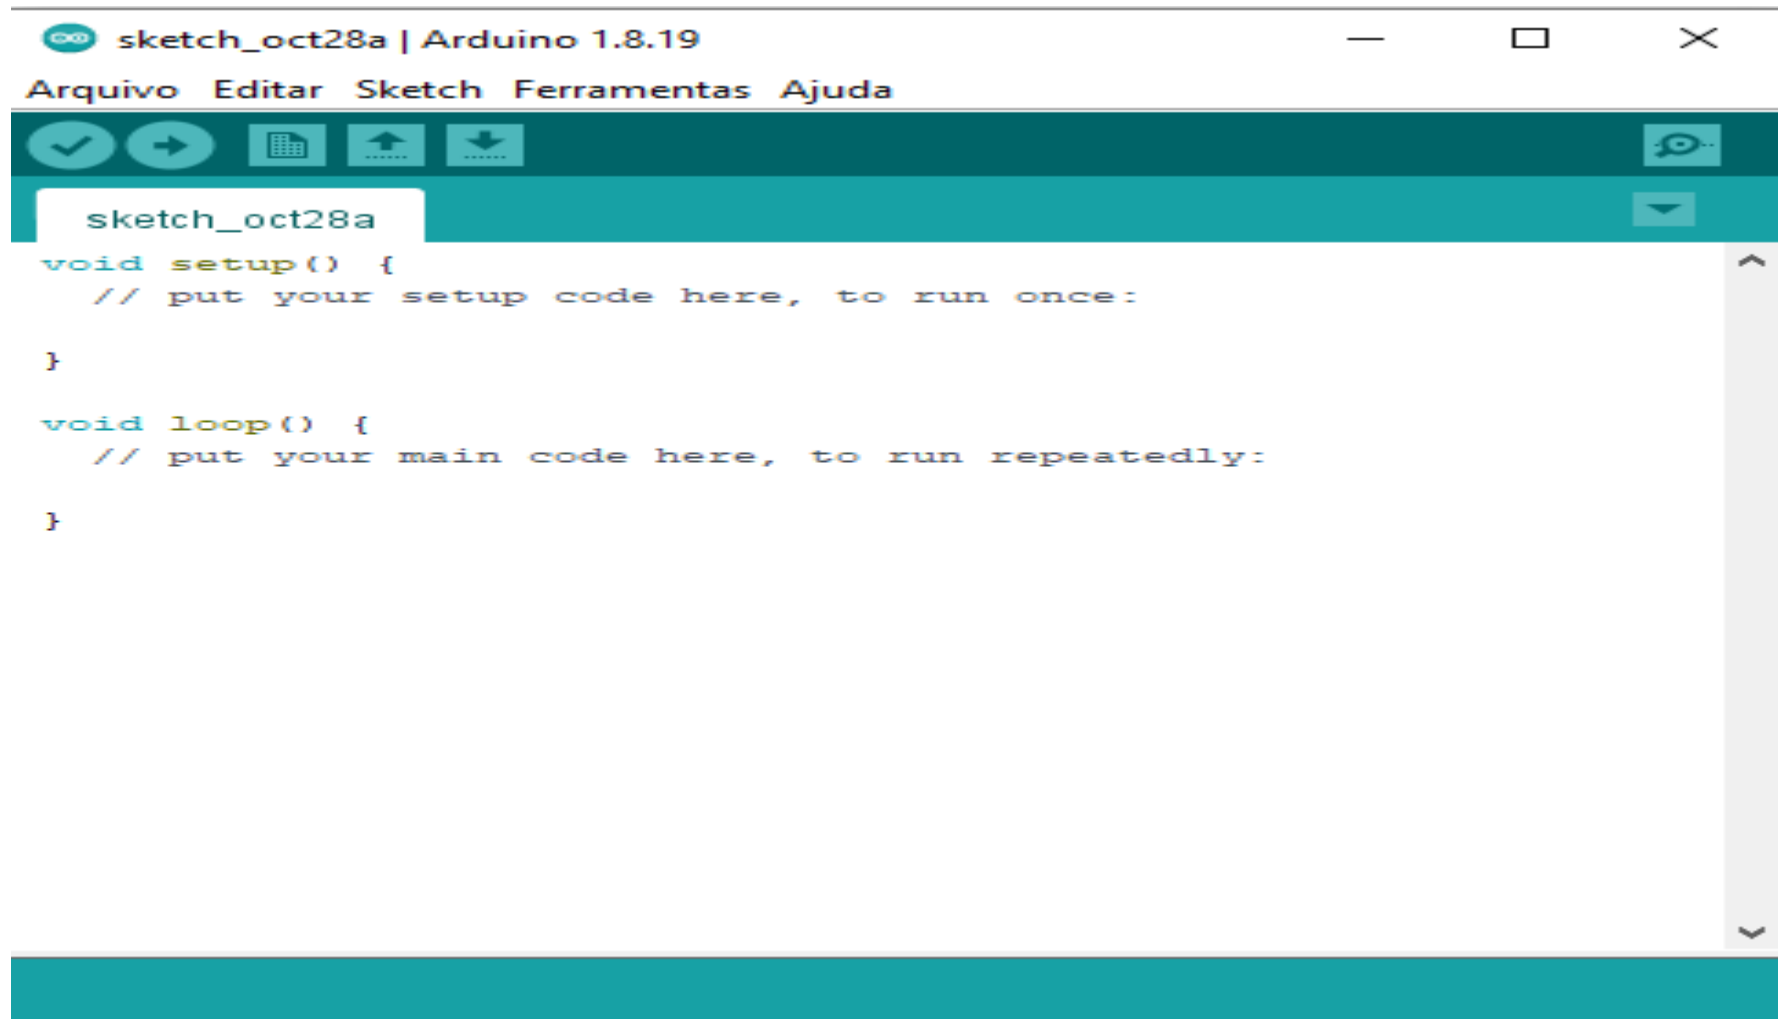 sketch_oct28a | Arduino 1.8.19
Arquivo Editar Sketch Ferramentas Ajuda
sketch_oct28a
void setup() {
  // put your setup code here, to run once:
}
void loop() {
  // put your main code here, to run repeatedly:
}